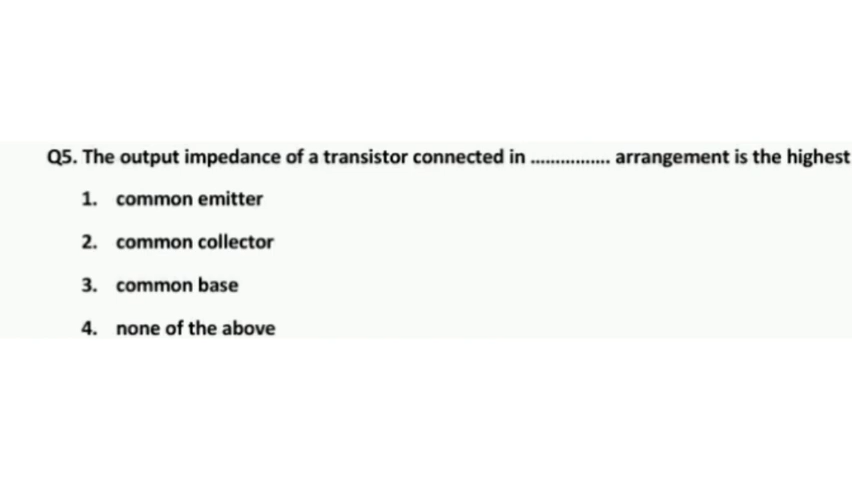 Q5. The output impedance of a transistor connected in ................ arrangement is the highest
1. common emitter
2. common collector
3. common base
4. none of the above